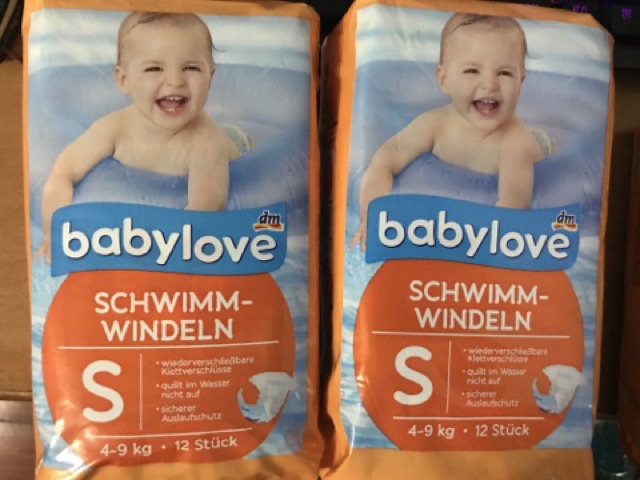 dm
babylove
SCHWIMM-
WINDELN
S
• wiederverschließbare
Klettverschlüsse
• quillt im Wasser
nicht auf
• sicherer
Auslaufschutz
4-9 kg • 12 Stück
dm
babylove
SCHWIMM-
WINDELN
S
• wiederverschließbare
Klettverschlüsse
• quillt im Wasser
nicht auf
• sicherer
Auslaufschutz
4-9 kg • 12 Stück